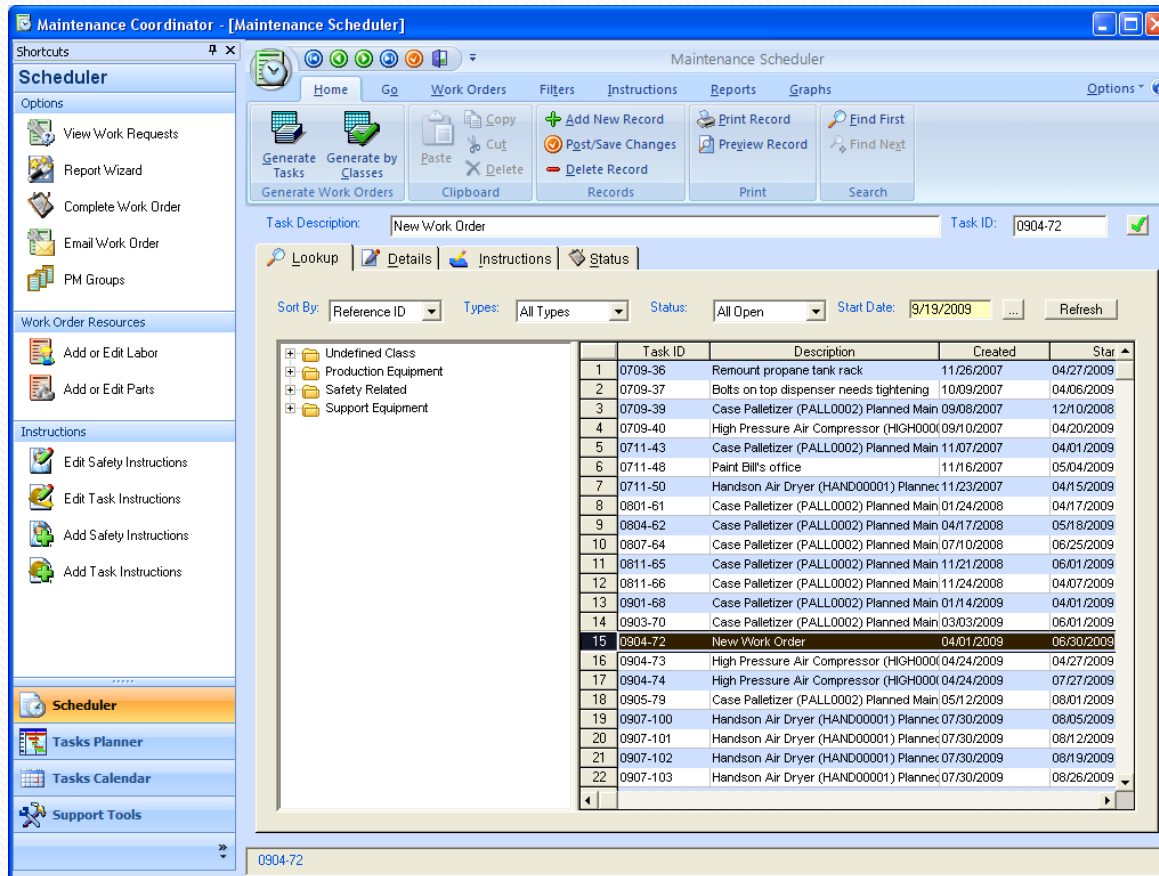 Maintenance Coordinator - [Maintenance Scheduler]
Shortcuts
Scheduler
Options
View Work Requests
Report Wizard
Complete Work Order
Email Work Order
PM Groups
Work Order Resources
Add or Edit Labor
Add or Edit Parts
Instructions
Edit Safety Instructions
Edit Task Instructions
Add Safety Instructions
Add Task Instructions
Scheduler
Tasks Planner
Tasks Calendar
Support Tools
Maintenance Scheduler
Home Go Work Orders Filters Instructions Reports Graphs Options
Generate Tasks
Generate by Classes
Generate Work Orders
Paste
Copy
Cut
Delete
Clipboard
Add New Record
Post/Save Changes
Delete Record
Records
Print Record
Preview Record
Print
Find First
Find Next
Search
Task Description: New Work Order Task ID: 0904-72
Lookup Details Instructions Status
Sort By: Reference ID Types: All Types Status: All Open Start Date: 9/19/2009 ... Refresh
Undefined Class
Production Equipment
Safety Related
Support Equipment
Task ID Description Created Star
1 0709-36 Remount propane tank rack 11/26/2007 04/27/2009
2 0709-37 Bolts on top dispenser needs tightening 10/09/2007 04/06/2009
3 0709-39 Case Palletizer (PALL0002) Planned Main 09/08/2007 12/10/2008
4 0709-40 High Pressure Air Compressor (HIGH000( 09/10/2007 04/20/2009
5 0711-43 Case Palletizer (PALL0002) Planned Main 11/07/2007 04/01/2009
6 0711-48 Paint Bill's office 11/16/2007 05/04/2009
7 0711-50 Handson Air Dryer (HAND00001) Plannec 11/23/2007 04/15/2009
8 0801-61 Case Palletizer (PALL0002) Planned Main 01/24/2008 04/17/2009
9 0804-62 Case Palletizer (PALL0002) Planned Main 04/17/2008 05/18/2009
10 0807-64 Case Palletizer (PALL0002) Planned Main 07/10/2008 06/25/2009
11 0811-65 Case Palletizer (PALL0002) Planned Main 11/21/2008 06/01/2009
12 0811-66 Case Palletizer (PALL0002) Planned Main 11/24/2008 04/07/2009
13 0901-68 Case Palletizer (PALL0002) Planned Main 01/14/2009 04/01/2009
14 0903-70 Case Palletizer (PALL0002) Planned Main 03/03/2009 06/01/2009
15 0904-72 New Work Order 04/01/2009 06/30/2009
16 0904-73 High Pressure Air Compressor (HIGH000( 04/24/2009 04/27/2009
17 0904-74 High Pressure Air Compressor (HIGH000( 04/24/2009 07/27/2009
18 0905-79 Case Palletizer (PALL0002) Planned Main 05/12/2009 08/01/2009
19 0907-100 Handson Air Dryer (HAND00001) Plannec 07/30/2009 08/05/2009
20 0907-101 Handson Air Dryer (HAND00001) Plannec 07/30/2009 08/12/2009
21 0907-102 Handson Air Dryer (HAND00001) Plannec 07/30/2009 08/19/2009
22 0907-103 Handson Air Dryer (HAND00001) Plannec 07/30/2009 08/26/2009
0904-72